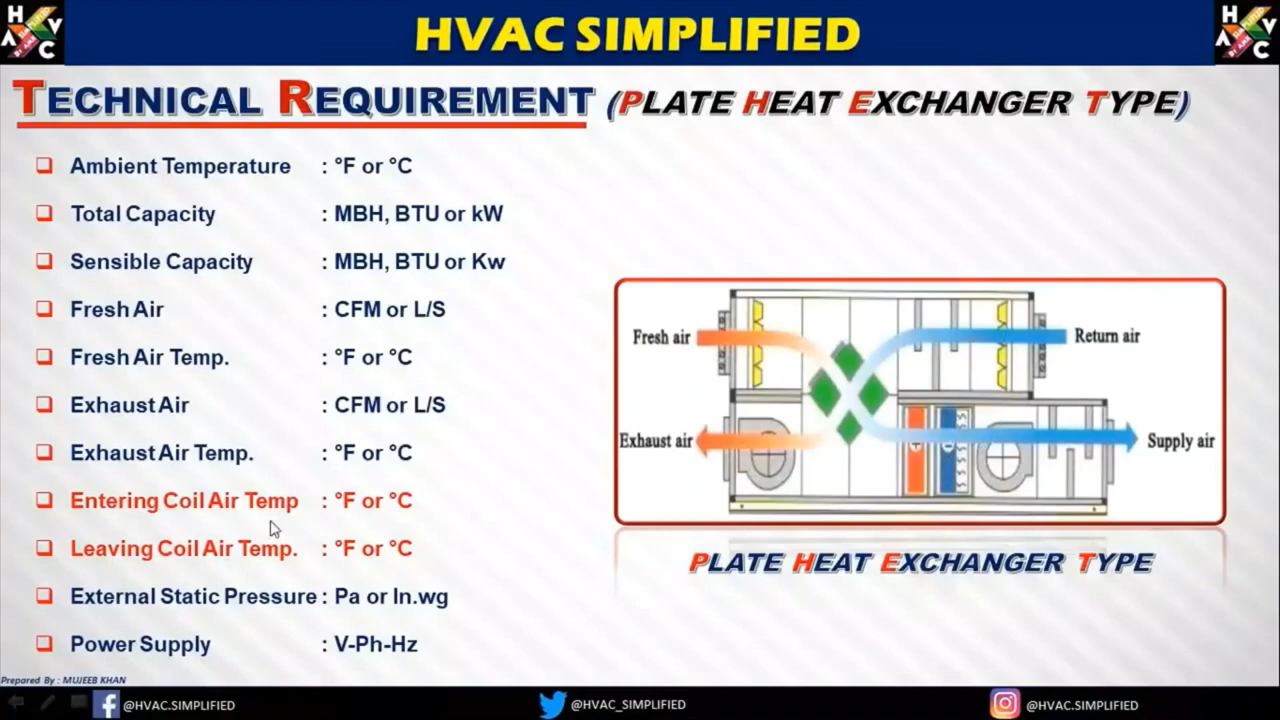 HVAC SIMPLIFIED
TECHNICAL REQUIREMENT (PLATE HEAT EXCHANGER TYPE)
Ambient Temperature : °F or °C
Total Capacity : MBH, BTU or kW
Sensible Capacity : MBH, BTU or Kw
Fresh Air : CFM or L/S
Fresh Air Temp. : °F or °C
Exhaust Air : CFM or L/S
Exhaust Air Temp. : °F or °C
Entering Coil Air Temp : °F or °C
Leaving Coil Air Temp. : °F or °C
External Static Pressure : Pa or In.wg
Power Supply : V-Ph-Hz
Fresh air
Return air
Exhaust air
Supply air
PLATE HEAT EXCHANGER TYPE
Prepared By : MUJEEB KHAN
@HVAC.SIMPLIFIED
@HVAC_SIMPLIFIED
@HVAC.SIMPLIFIED